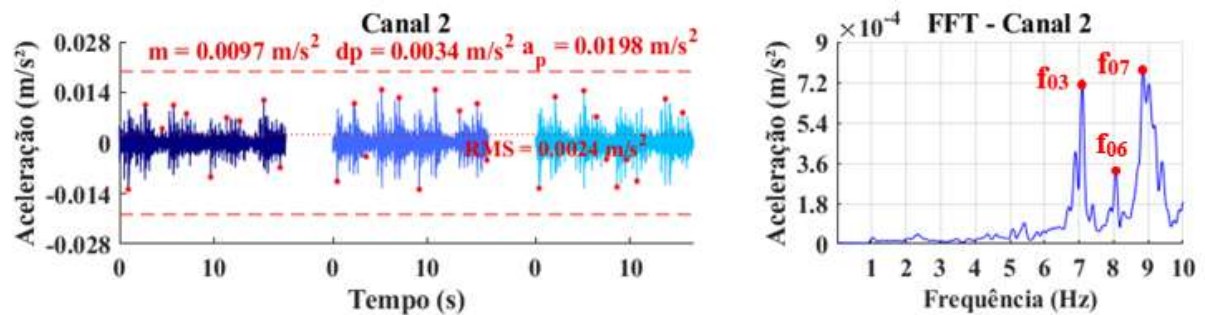 Canal 2
m = 0.0097 m/s² dp = 0.0034 m/s² a_p = 0.0198 m/s²
RMS = 0.0024 m/s²
0.028
0.014
0
-0.014
-0.028
Aceleração (m/s²)
0 10 0 10 0 10
Tempo (s)
FFT - Canal 2
×10⁻⁴
9
7.2
5.4
3.6
1.8
0
Aceleração (m/s²)
f₀₃ f₀₇
f₀₆
1 2 3 4 5 6 7 8 9 10
Frequência (Hz)